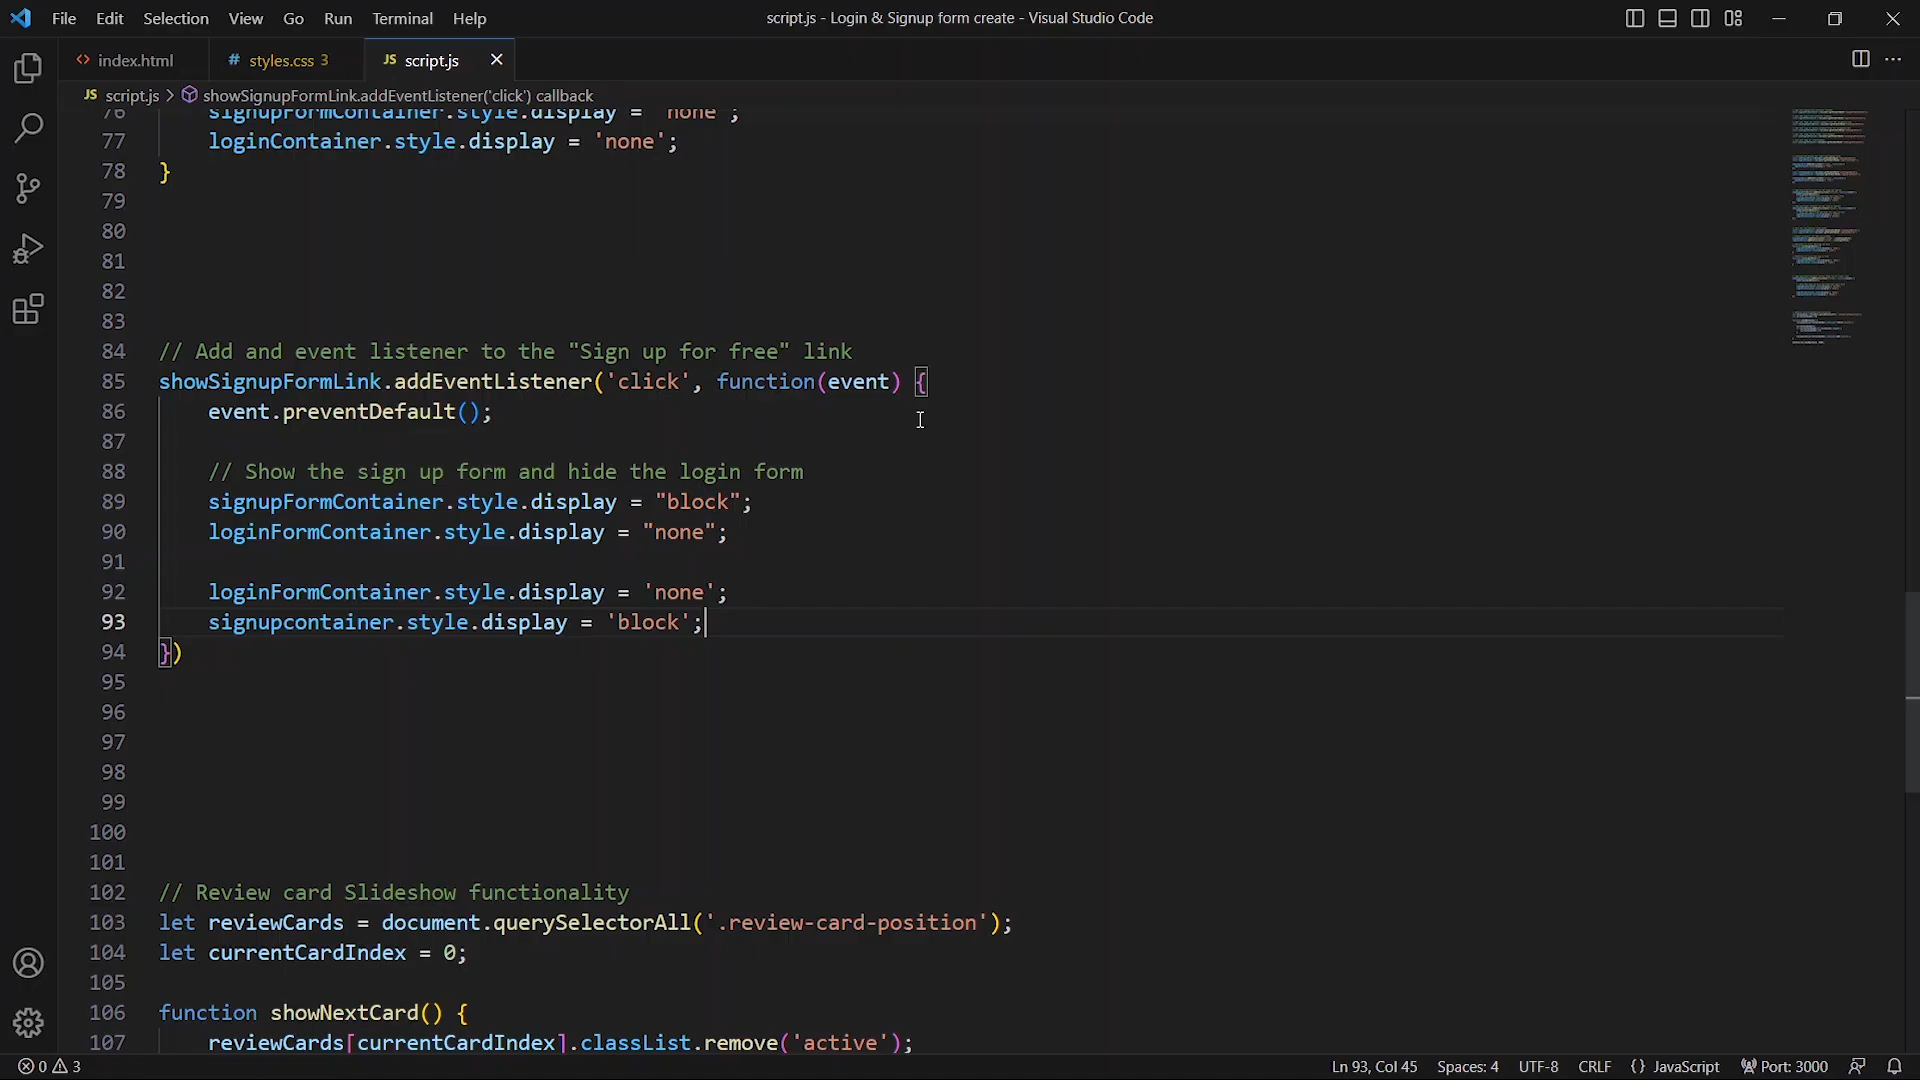 File Edit Selection View Go Run Terminal Help
script.js - Login & Signup form create - Visual Studio Code
<> index.html
# styles.css 3
JS script.js
JS script.js > showSignupFormLink.addEventListener('click') callback
76 signupFormContainer.style.display = 'none';
77 loginContainer.style.display = 'none';
78 }
79
80
81
82
83
84 // Add and event listener to the "Sign up for free" link
85 showSignupFormLink.addEventListener('click', function(event) {
86 event.preventDefault();
87
88 // Show the sign up form and hide the login form
89 signupFormContainer.style.display = "block";
90 loginFormContainer.style.display = "none";
91
92 loginFormContainer.style.display = 'none';
93 signupcontainer.style.display = 'block';
94 })
95
96
97
98
99
100
101
102 // Review card Slideshow functionality
103 let reviewCards = document.querySelectorAll('.review-card-position');
104 let currentCardIndex = 0;
105
106 function showNextCard() {
107 reviewCards[currentCardIndex].classList.remove('active');
0 3
Ln 93, Col 45 Spaces: 4 UTF-8 CRLF {} JavaScript Port: 3000